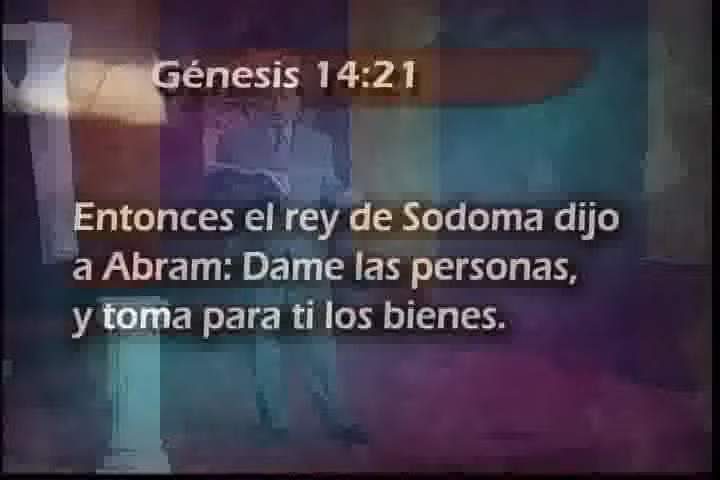 Génesis 14:21
Entonces el rey de Sodoma dijo
a Abram: Dame las personas,
y toma para ti los bienes.